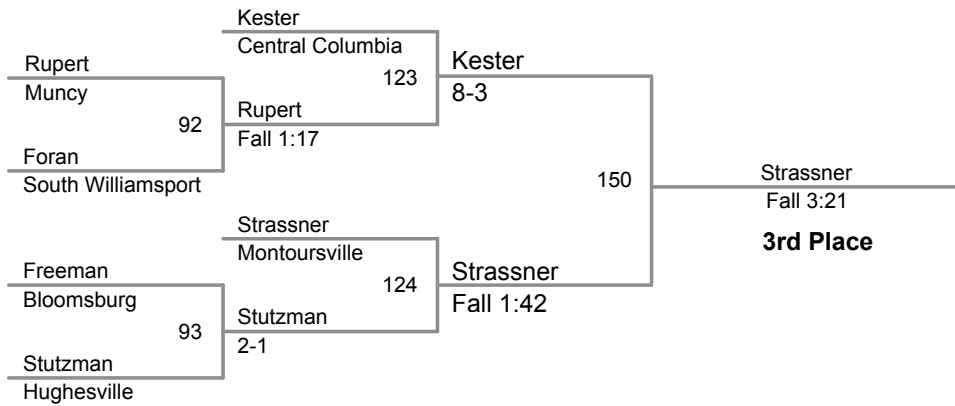 Kester
Central Columbia
Rupert
Muncy
123
Kester
8-3
92
Rupert
Fall 1:17
Foran
South Williamsport
150
Strassner
Fall 3:21
3rd Place
Strassner
Montoursville
Freeman
Bloomsburg
124
Strassner
Fall 1:42
93
Stutzman
2-1
Stutzman
Hughesville